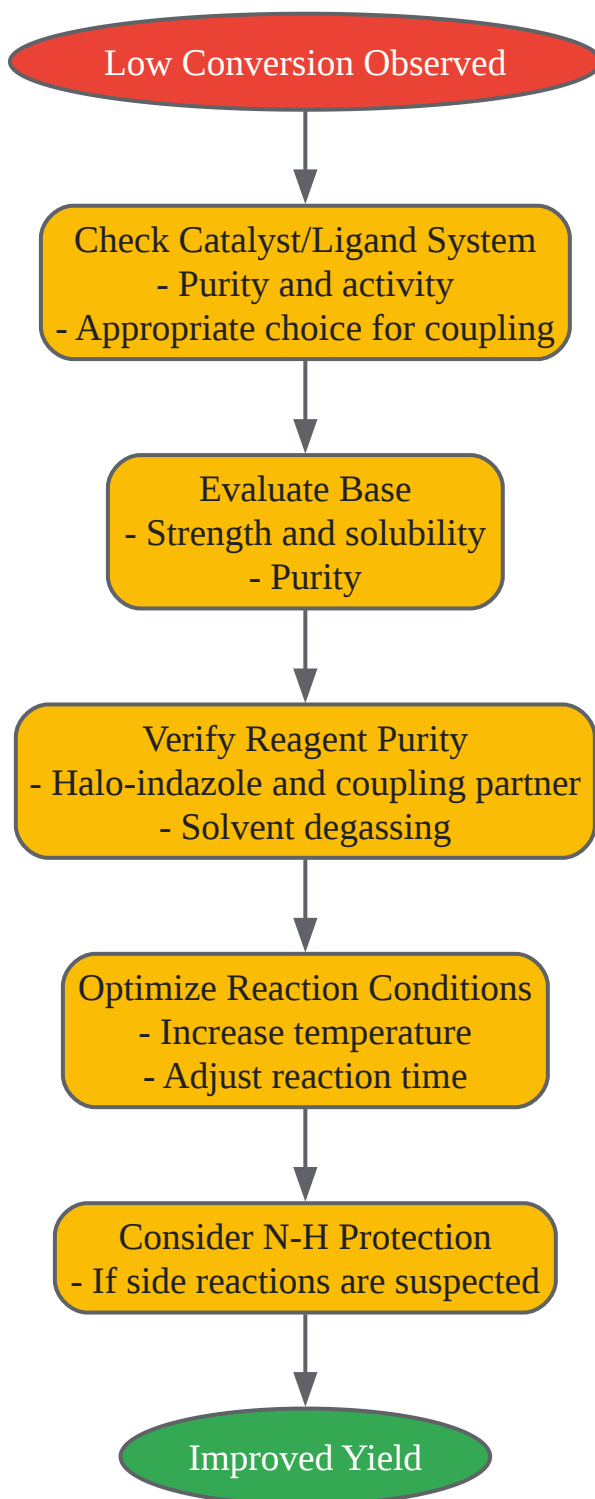 Low Conversion Observed
Check Catalyst/Ligand System
- Purity and activity
- Appropriate choice for coupling
Evaluate Base
- Strength and solubility
- Purity
Verify Reagent Purity
- Halo-indazole and coupling partner
- Solvent degassing
Optimize Reaction Conditions
- Increase temperature
- Adjust reaction time
Consider N-H Protection
- If side reactions are suspected
Improved Yield